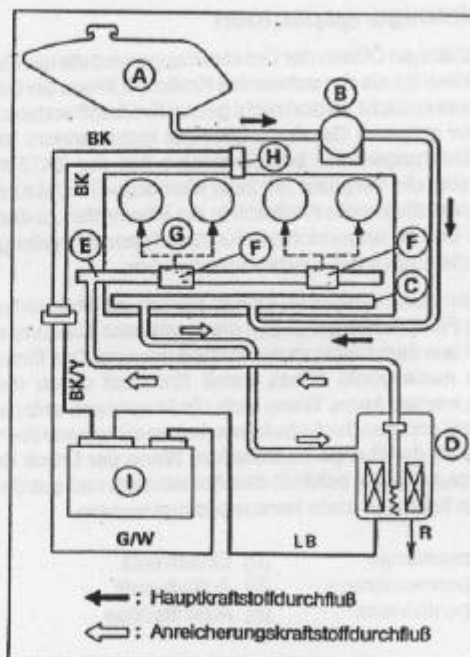 A
B
BK
H
BK
G
F
F
E
C
BK/Y
D
I
G/W
LB
R
: Hauptkraftstoffdurchfluß
: Anreicherungskraftstoffdurchfluß